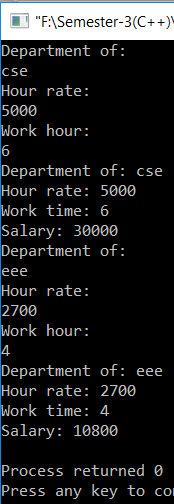 "F:\Semester-3(C++)\
Department of:
cse
Hour rate:
5000
Work hour:
6
Department of: cse
Hour rate: 5000
Work time: 6
Salary: 30000
Department of:
eee
Hour rate:
2700
Work hour:
4
Department of: eee
Hour rate: 2700
Work time: 4
Salary: 10800
Process returned 0
Press any key to